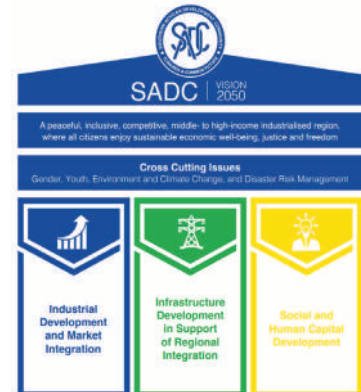 SADC
SADC | VISION 2050
A peaceful, inclusive, competitive, middle- to high-income industrialised region,
where all citizens enjoy sustainable economic well-being, justice and freedom
Cross Cutting Issues
Gender, Youth, Environment and Climate Change, and Disaster Risk Management
Industrial
Development
and Market
Integration
Infrastructure
Development
in Support
of Regional
Integration
Social and
Human Capital
Development